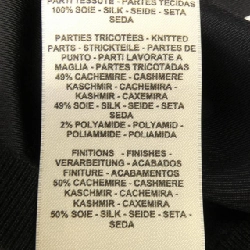 PARTI TESSUTE - PARTES TECIDAS
100% SOIE - SILK - SEIDE - SETA
SEDA
PARTIES TRICOTÉES - KNITTED
PARTS - STRICKTEILE - PARTES DE
PUNTO - PARTI LAVORATE A
MAGLIA - PARTES TRICOTADAS
49% CACHEMIRE - CASHMERE
KASCHMIR - CACHEMIRA -
KASHMIR - CAXEMIRA
49% SOIE - SILK - SEIDE - SETA
SEDA
2% POLYAMIDE - POLYAMID -
POLIAMMIDE - POLIAMIDA
FINITIONS - FINISHES -
VERARBEITUNG - ACABADOS
FINITURE - ACABAMENTOS
50% CACHEMIRE - CASHMERE
KASCHMIR - CACHEMIRA -
KASHMIR - CAXEMIRA
50% SOIE - SILK - SEIDE - SETA
SEDA